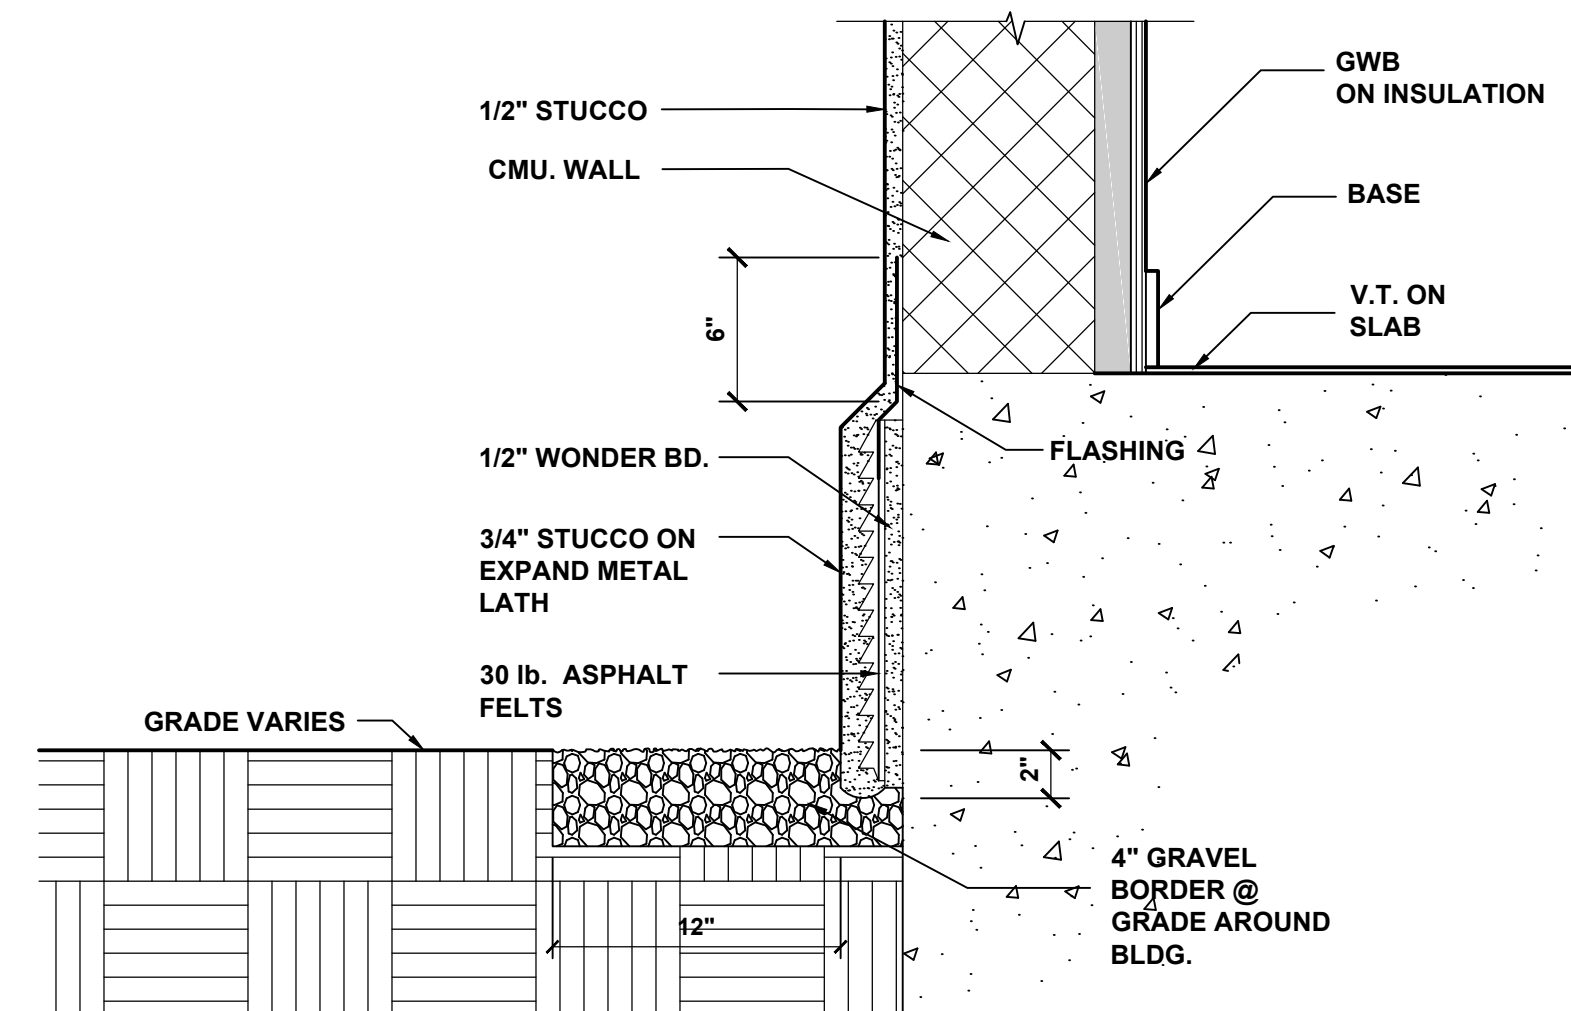 GWB
ON INSULATION
1/2" STUCCO
CMU. WALL
BASE
V.T. ON
SLAB
6"
FLASHING
1/2" WONDER BD.
3/4" STUCCO ON
EXPAND METAL
LATH
30 lb.  ASPHALT
FELTS
GRADE VARIES
2"
4" GRAVEL
BORDER @
GRADE AROUND
BLDG.
12"